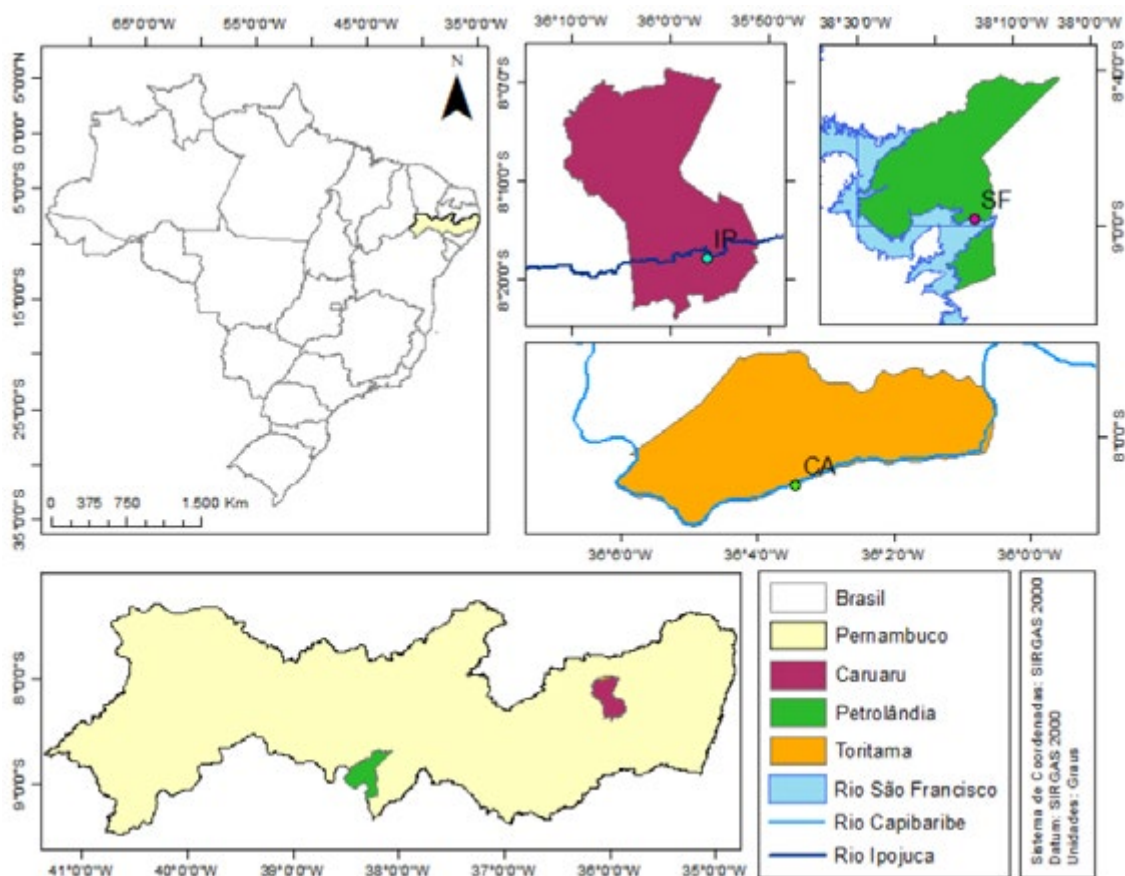 65°0'0"W 55°0'0"W 45°0'0"W 35°0'0"W
5°0'0"N
0°0'0"
5°0'0"S
15°0'0"S
25°0'0"S
35°0'0"S
N
0 375 750 1.500 Km
36°10'0"W 36°0'0"W 35°50'0"W
8°0'0"S
8°10'0"S
8°20'0"S
IP
38°30'0"W 38°10'0"W 38°0'0"W
8°40'0"S
9°0'0"S
SF
CA
8°0'0"S
36°6'0"W 36°4'0"W 36°2'0"W 36°0'0"W
8°0'0"S
9°0'0"S
41°0'0"W 40°0'0"W 39°0'0"W 38°0'0"W 37°0'0"W 36°0'0"W 35°0'0"W
Brasil
Pernambuco
Caruaru
Petrolândia
Toritama
Rio São Francisco
Rio Capibaribe
Rio Ipojuca
Sistema de Coordenadas: SIRGAS 2000
Datum: SIRGAS 2000
Unidades: Graus